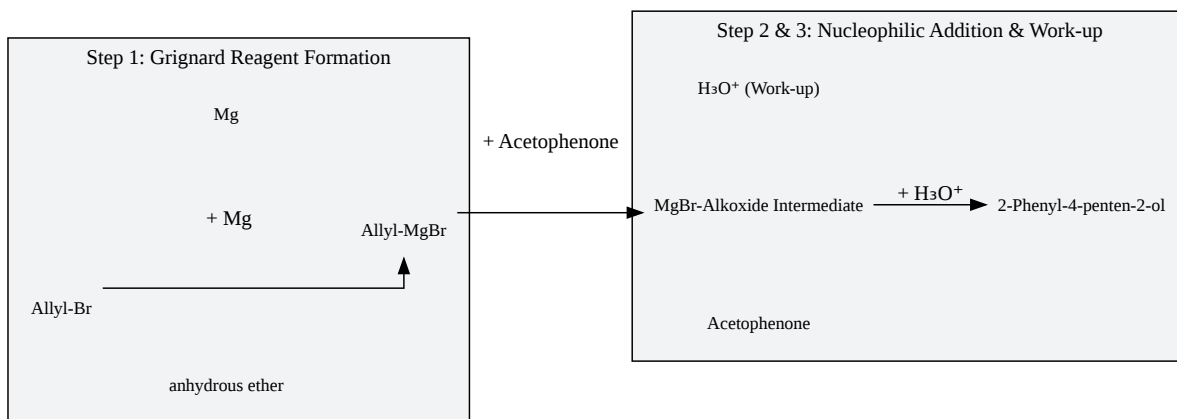 Step 1: Grignard Reagent Formation
Mg
+ Mg
Allyl-MgBr
Allyl-Br
anhydrous ether
+ Acetophenone
Step 2 & 3: Nucleophilic Addition & Work-up
H₃O⁺ (Work-up)
MgBr-Alkoxide Intermediate
+ H₃O⁺
2-Phenyl-4-penten-2-ol
Acetophenone